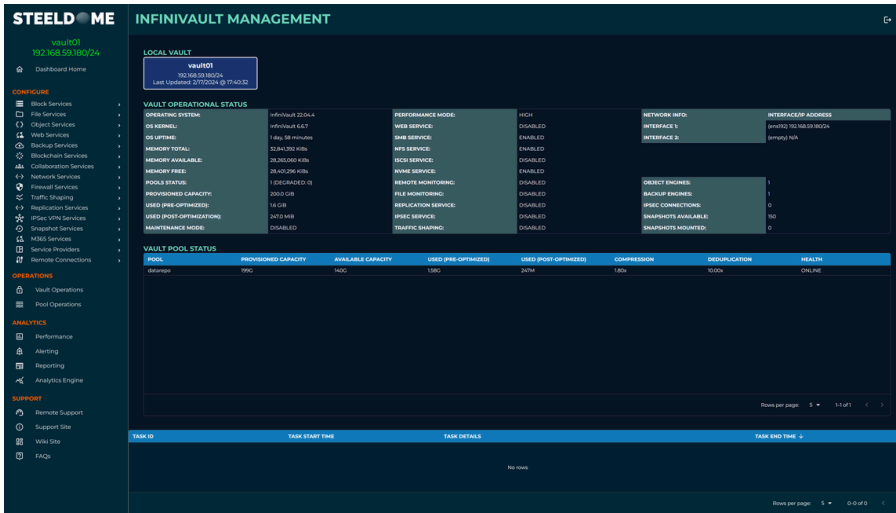 STEELDOME
INFINIVAULT MANAGEMENT
vault01
192.168.59.180/24
Dashboard Home
CONFIGURE
Block Services
File Services
Object Services
Web Services
Backup Services
Blockchain Services
Collaboration Services
Network Services
Firewall Services
Traffic Shaping
Replication Services
IPSec VPN Services
Snapshot Services
M365 Services
Service Providers
Remote Connections
OPERATIONS
Vault Operations
Pool Operations
ANALYTICS
Performance
Alerting
Reporting
Analytics Engine
SUPPORT
Remote Support
Support Site
Wiki Site
FAQs
LOCAL VAULT
vault01
192.168.59.180/24
Last Updated: 2/17/2024 @ 17:40:32
VAULT OPERATIONAL STATUS
OPERATING SYSTEM: InfiniVault 22.04.4 PERFORMANCE MODE: HIGH NETWORK INFO: INTERFACE/IP ADDRESS
OS KERNEL: InfiniVault 6.6.7 WEB SERVICE: DISABLED INTERFACE 1: (ens192) 192.168.59.180/24
OS UPTIME: 1 day, 58 minutes SMB SERVICE: ENABLED INTERFACE 2: (empty) N/A
MEMORY TOTAL: 32,841,392 KiBs NFS SERVICE: ENABLED
MEMORY AVAILABLE: 29,265,060 KiBs ISCSI SERVICE: DISABLED
MEMORY FREE: 28,401,296 KiBs NVME SERVICE: ENABLED
POOLS STATUS: 1 (DEGRADED: 0) REMOTE MONITORING: DISABLED OBJECT ENGINES: 1
PROVISIONED CAPACITY: 200.0 GiB FILE MONITORING: DISABLED BACKUP ENGINES: 1
USED (PRE-OPTIMIZED): 1.6 GiB REPLICATION SERVICE: DISABLED IPSEC CONNECTIONS: 0
USED (POST-OPTIMIZATION): 247.0 MiB IPSEC SERVICE: DISABLED SNAPSHOTS AVAILABLE: 150
MAINTENANCE MODE: DISABLED TRAFFIC SHAPING: DISABLED SNAPSHOTS MOUNTED: 0
VAULT POOL STATUS
POOL PROVISIONED CAPACITY AVAILABLE CAPACITY USED (PRE-OPTIMIZED) USED (POST-OPTIMIZED) COMPRESSION DEDUPLICATION HEALTH
datarepo 199G 140G 1.58G 247M 1.80x 10.00x ONLINE
Rows per page: 5 1-1 of 1
TASK ID TASK START TIME TASK DETAILS TASK END TIME ↓
No rows
Rows per page: 5 0-0 of 0